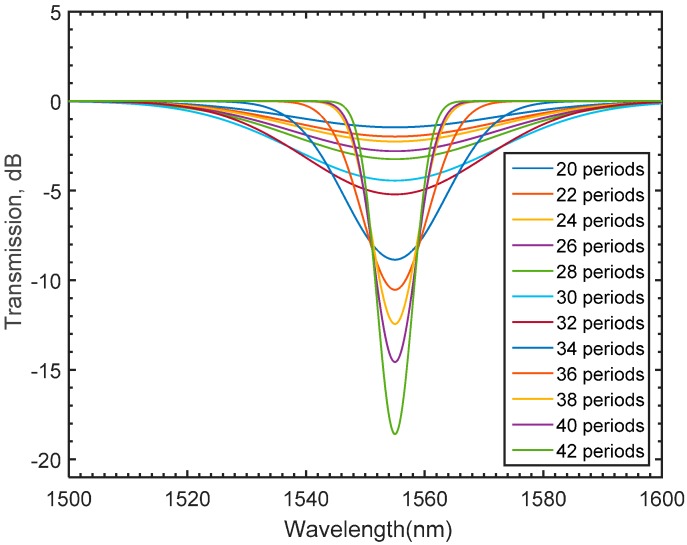 5
0
-5
-10
-15
-20
Transmission, dB
20 periods
22 periods
24 periods
26 periods
28 periods
30 periods
32 periods
34 periods
36 periods
38 periods
40 periods
42 periods
1500 1520 1540 1560 1580 1600
Wavelength(nm)